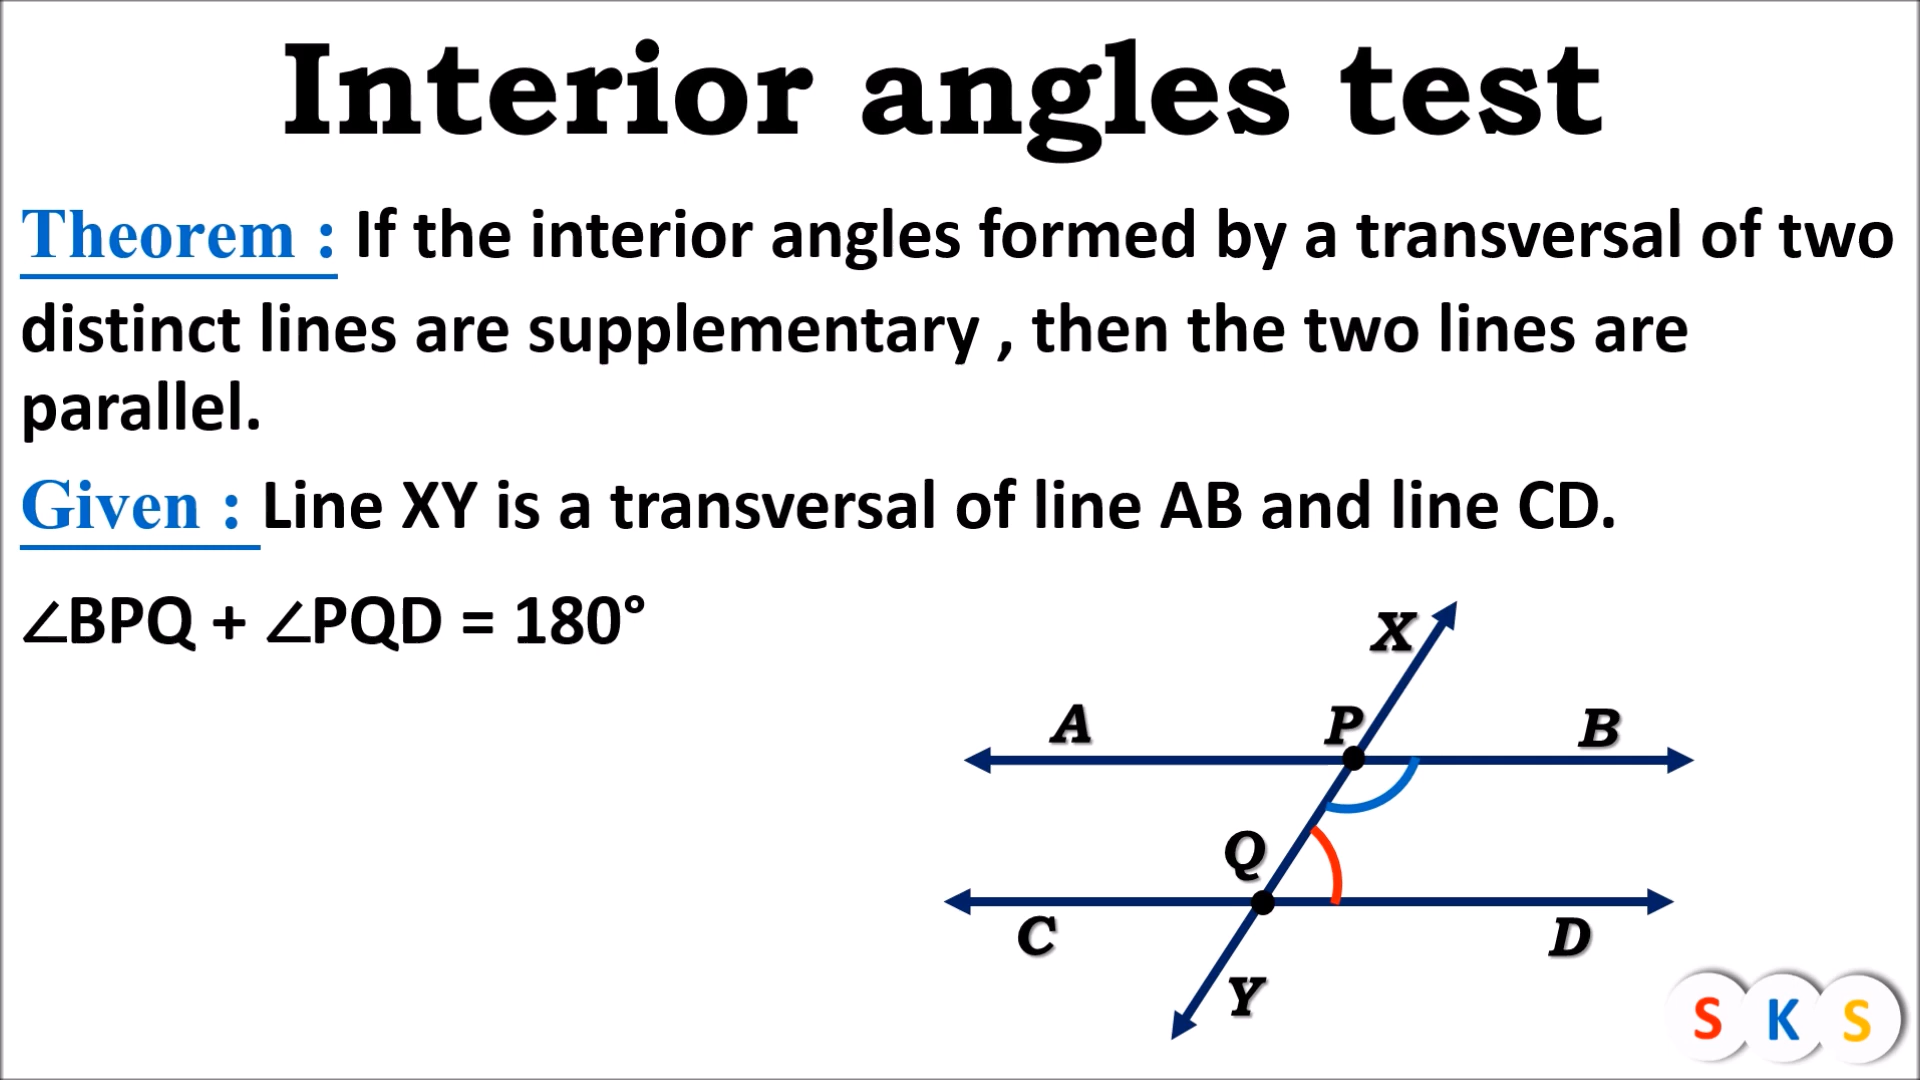 Interior angles test
Theorem : If the interior angles formed by a transversal of two
distinct lines are supplementary , then the two lines are
parallel.
Given : Line XY is a transversal of line AB and line CD.
∠BPQ + ∠PQD = 180°
X
A P B
Q
C D
Y
S K S